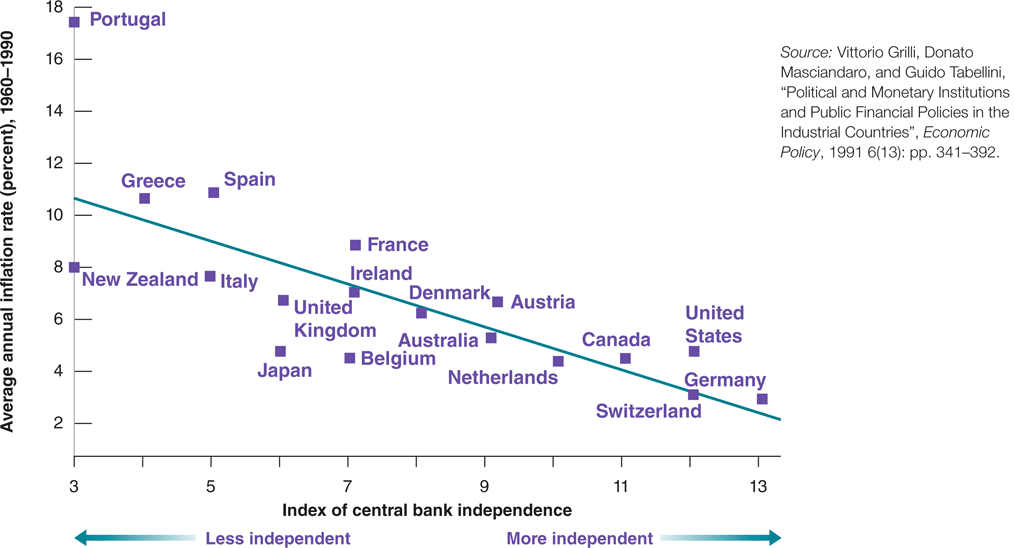 18
16
14
12
10
8
6
4
2
Average annual inflation rate (percent), 1960–1990
Portugal
Greece
Spain
France
New Zealand
Italy
Ireland
Denmark
Austria
United
Kingdom
United
States
Australia
Canada
Japan
Belgium
Netherlands
Germany
Switzerland
3
5
7
9
11
13
Index of central bank independence
Less independent
More independent
Source: Vittorio Grilli, Donato
Masciandaro, and Guido Tabellini,
“Political and Monetary Institutions
and Public Financial Policies in the
Industrial Countries”, Economic
Policy, 1991 6(13): pp. 341–392.